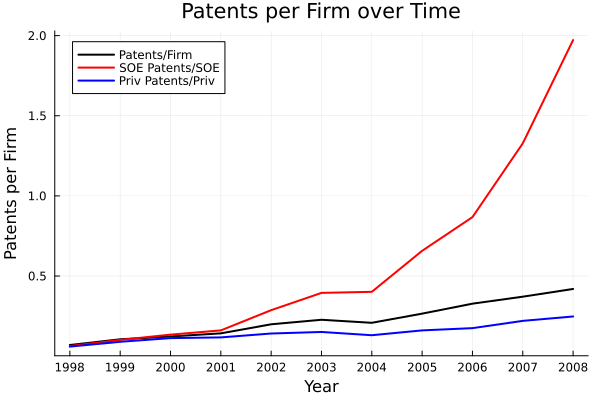 Patents per Firm over Time
Patents per Firm
2.0
1.5
1.0
0.5
Patents/Firm
SOE Patents/SOE
Priv Patents/Priv
1998 1999 2000 2001 2002 2003 2004 2005 2006 2007 2008
Year